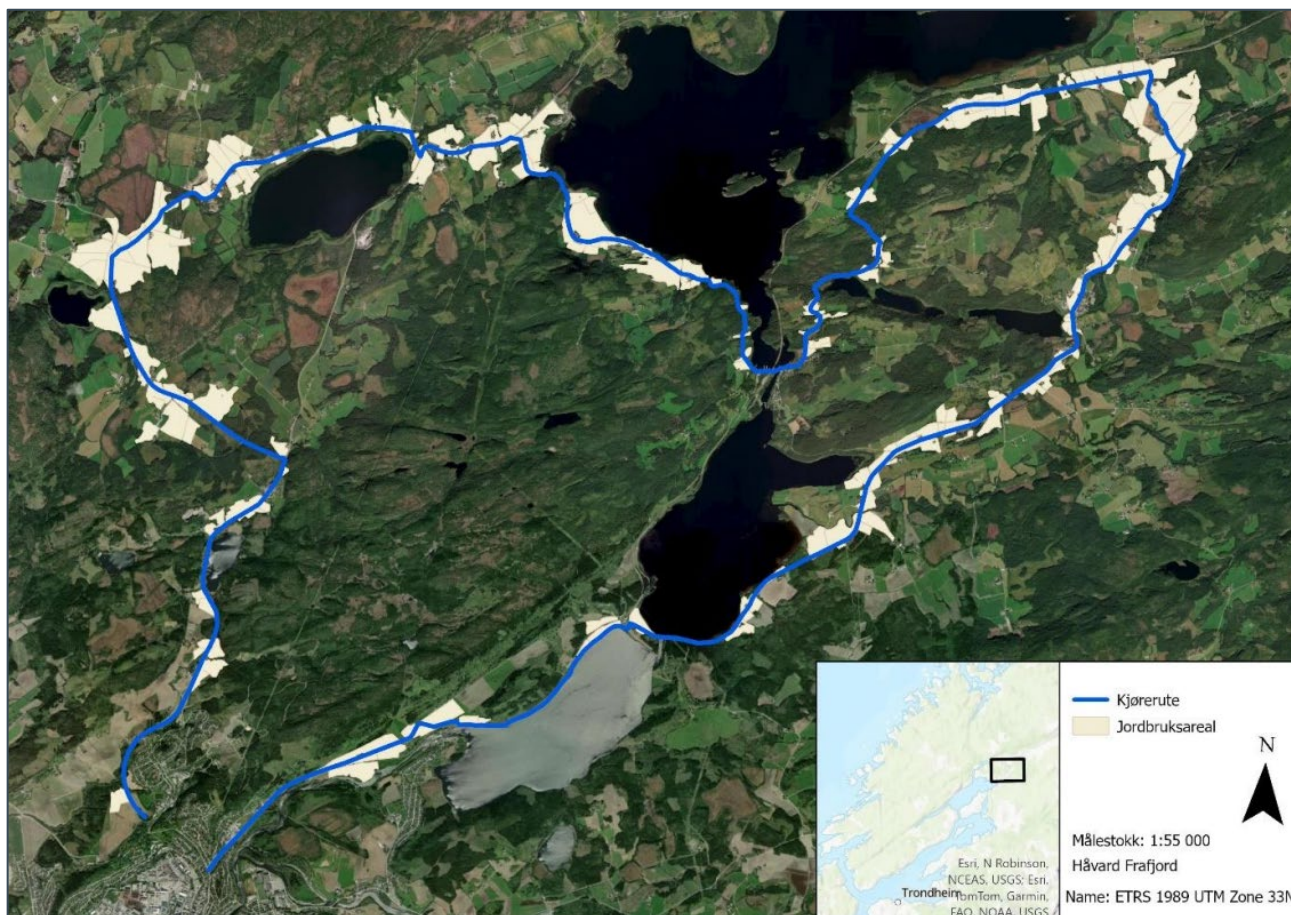 Kjørerute
Jordbruksareal
N
Målestokk: 1:55 000
Håvard Frafjord
Name: ETRS 1989 UTM Zone 33N
Esri, N Robinson,
NCEAS, USGS; Esri,
TomTom, Garmin,
FAO, NOAA, USGS
Trondheim